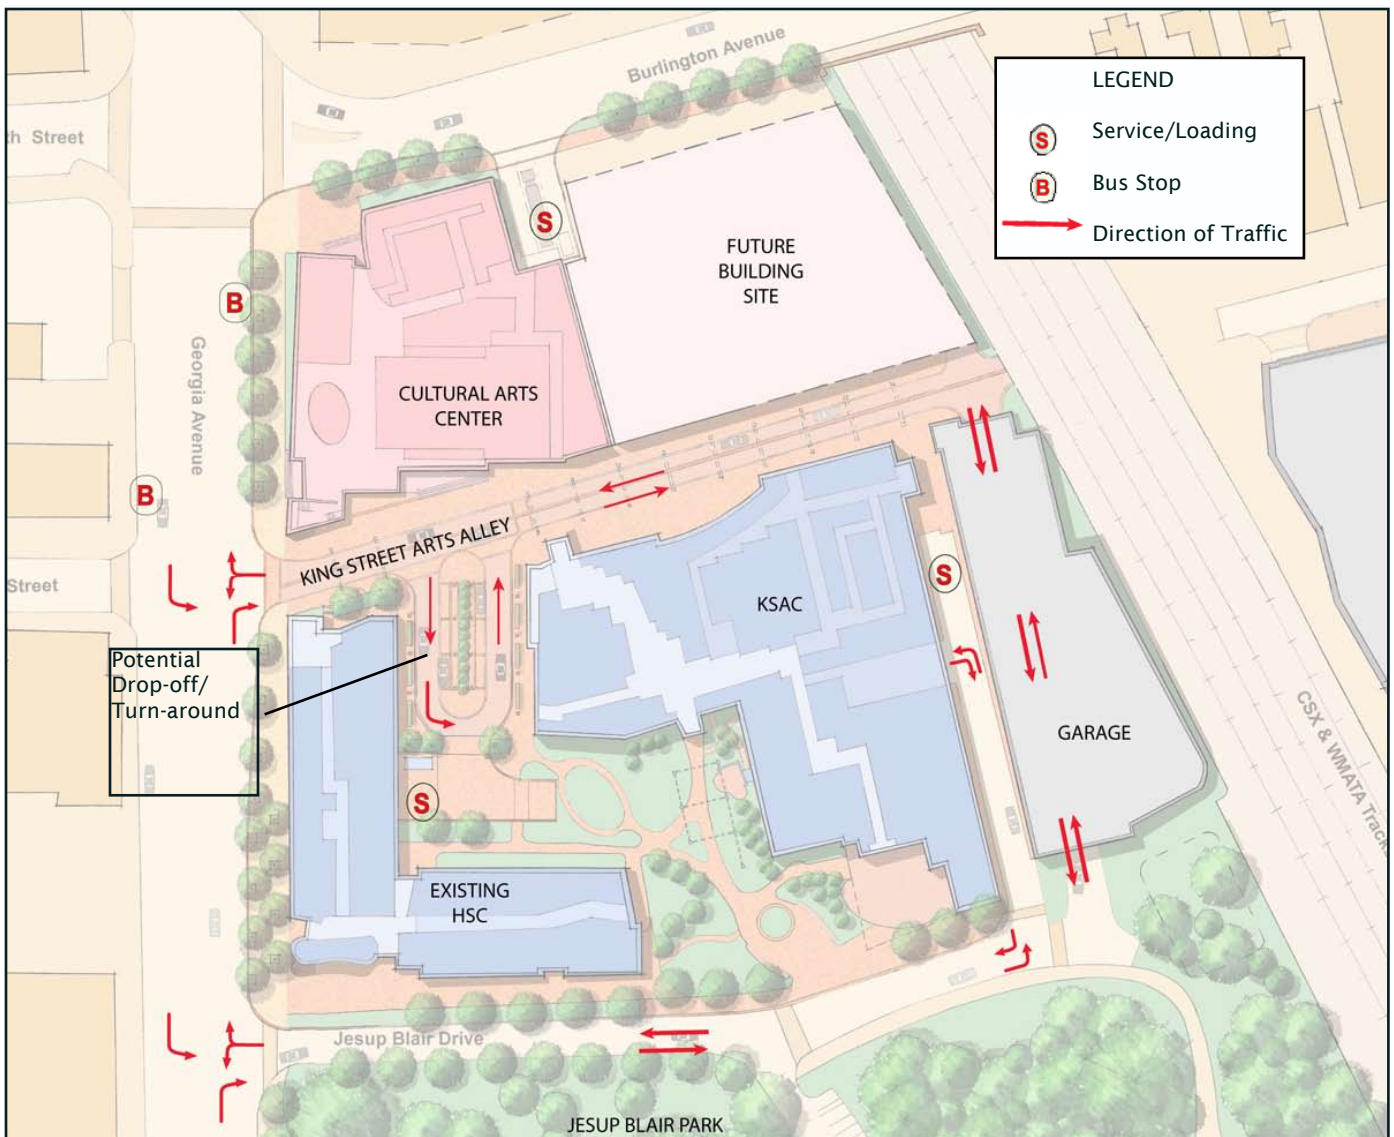 Burlington Avenue
LEGEND
S
Service/Loading
B
Bus Stop
Direction of Traffic
th Street
S
FUTURE
BUILDING
SITE
B
Georgia Avenue
CULTURAL ARTS
CENTER
B
KING STREET ARTS ALLEY
Street
S
KSAC
Potential
Drop-off/
Turn-around
GARAGE
CSX & WMATA Track
S
EXISTING
HSC
Jesup Blair Drive
JESUP BLAIR PARK